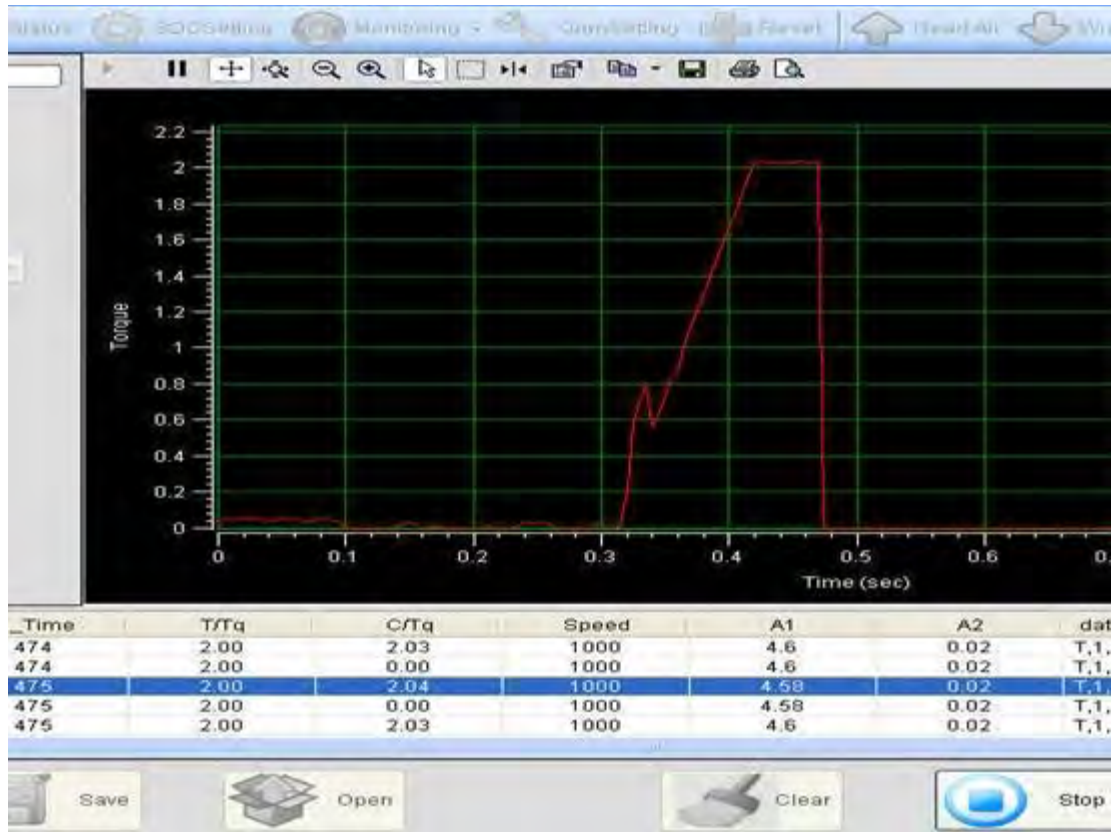 Status SOCSetting Monitoring ComSetting Reset Read All
2.2
2
1.8
1.6
1.4
1.2
1
0.8
0.6
0.4
0.2
0
Torque
0 0.1 0.2 0.3 0.4 0.5 0.6 0.
Time (sec)
_Time T/Tq C/Tq Speed A1 A2 dat
474 2.00 2.03 1000 4.6 0.02 T,1,
474 2.00 0.00 1000 4.6 0.02 T,1,
475 2.00 2.04 1000 4.58 0.02 T,1,
475 2.00 0.00 1000 4.58 0.02 T,1,
475 2.00 2.03 1000 4.6 0.02 T,1,
Save Open Clear Stop